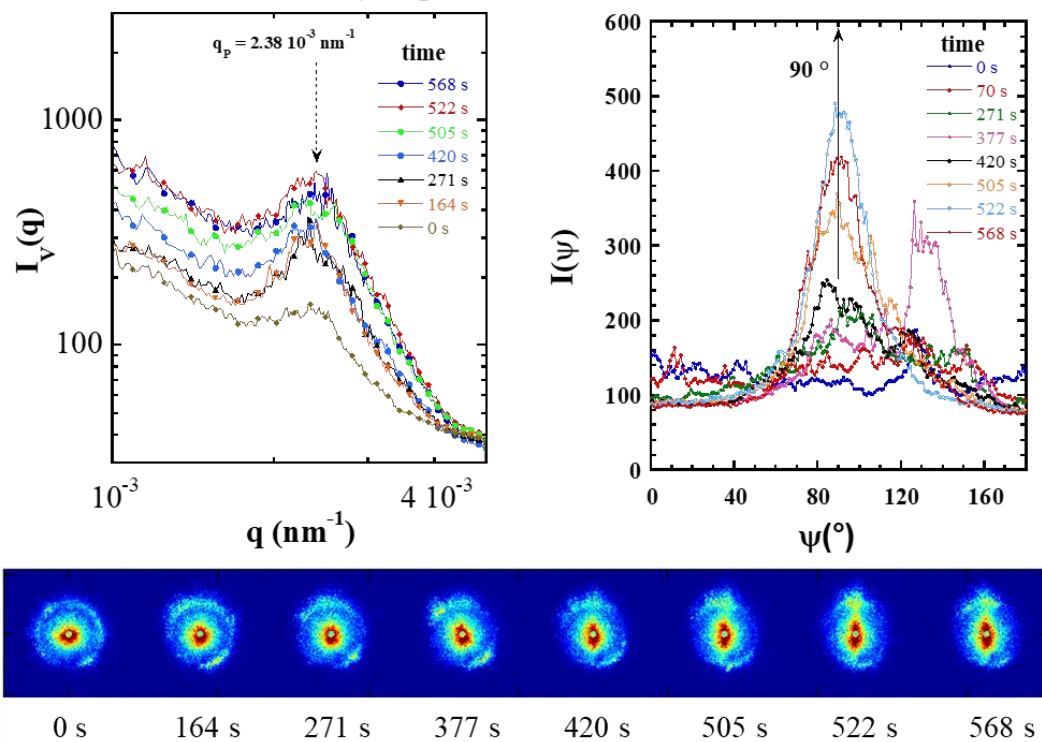 q_p = 2.38 10⁻³ nm⁻¹
time
568 s
522 s
505 s
420 s
271 s
164 s
0 s
1000
100
I_V(q)
10⁻³
4 10⁻³
q (nm⁻¹)
600
500
400
300
200
100
0
I(ψ)
90 °
time
0 s
70 s
271 s
377 s
420 s
505 s
522 s
568 s
0
40
80
120
160
ψ(°)
0 s 164 s 271 s 377 s 420 s 505 s 522 s 568 s